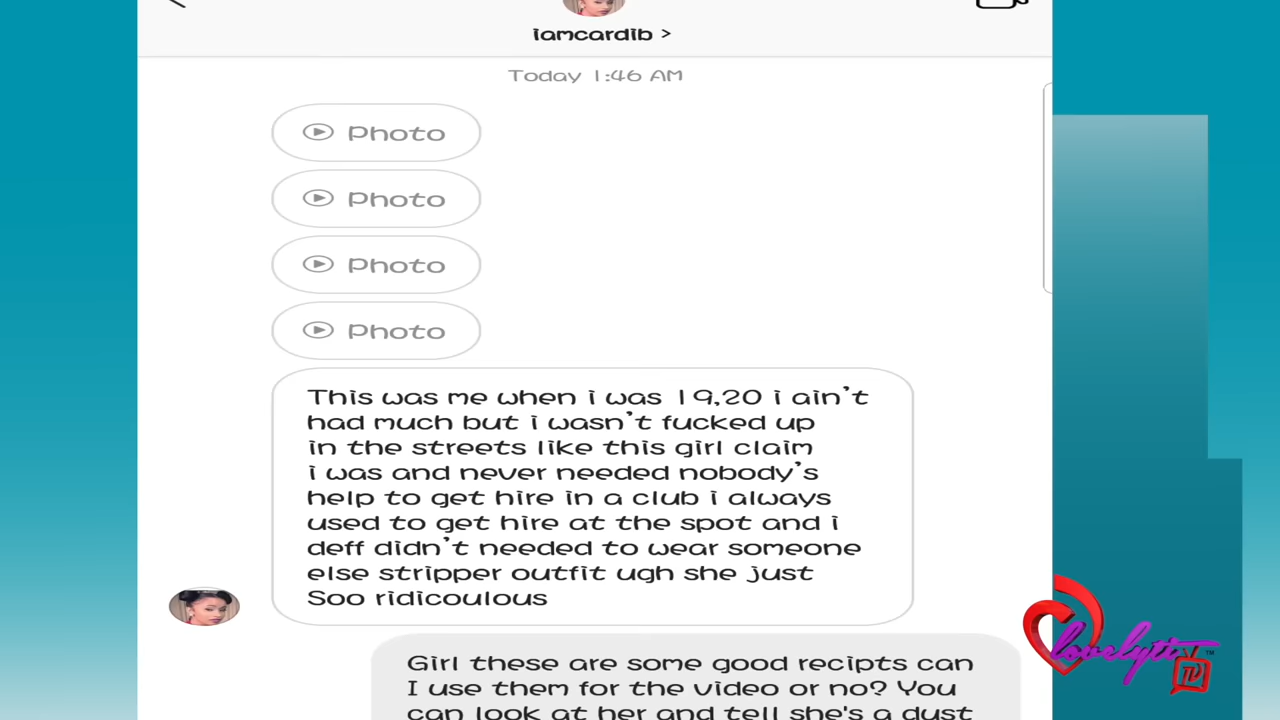 iamcardib >
Today 1:46 AM
Photo
Photo
Photo
Photo
This was me when i was 19,20 i ain't
had much but i wasn't fucked up
in the streets like this girl claim
i was and never needed nobody's
help to get hire in a club i always
used to get hire at the spot and i
deff didn't needed to wear someone
else stripper outfit ugh she just
Soo ridicoulous
Girl these are some good recipts can
I use them for the video or no? You
can look at her and tell she's a dust
lovelytti TV ™